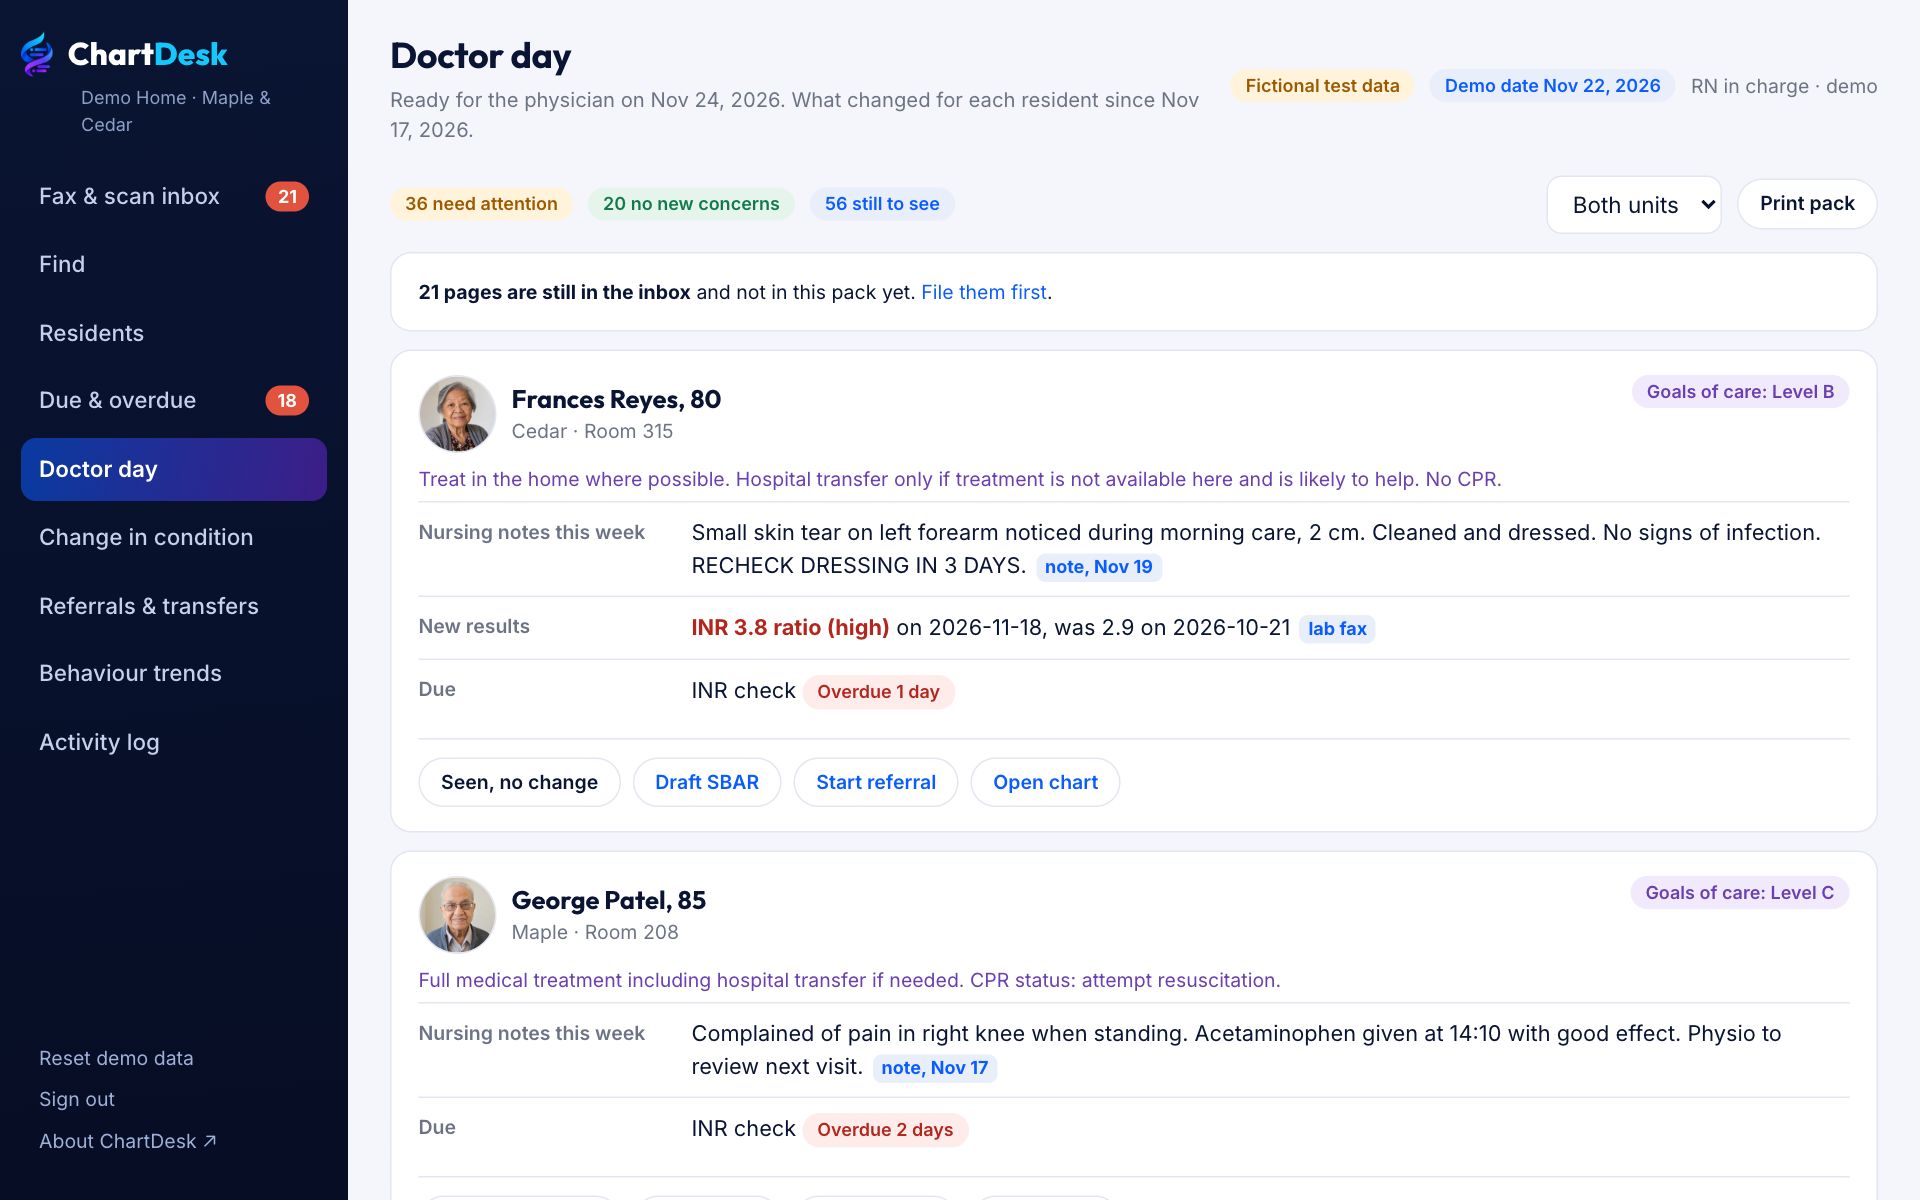 ChartDesk
Demo Home · Maple &
Cedar
Fax & scan inbox 21
Find
Residents
Due & overdue 18
Doctor day
Change in condition
Referrals & transfers
Behaviour trends
Activity log
Reset demo data
Sign out
About ChartDesk ↗
Doctor day
Ready for the physician on Nov 24, 2026. What changed for each resident since Nov
17, 2026.
Fictional test data
Demo date Nov 22, 2026
RN in charge · demo
36 need attention
20 no new concerns
56 still to see
Both units
Print pack
21 pages are still in the inbox and not in this pack yet. File them first.
Frances Reyes, 80
Cedar · Room 315
Goals of care: Level B
Treat in the home where possible. Hospital transfer only if treatment is not available here and is likely to help. No CPR.
Nursing notes this week
Small skin tear on left forearm noticed during morning care, 2 cm. Cleaned and dressed. No signs of infection.
RECHECK DRESSING IN 3 DAYS. note, Nov 19
New results
INR 3.8 ratio (high) on 2026-11-18, was 2.9 on 2026-10-21 lab fax
Due
INR check Overdue 1 day
Seen, no change
Draft SBAR
Start referral
Open chart
George Patel, 85
Maple · Room 208
Goals of care: Level C
Full medical treatment including hospital transfer if needed. CPR status: attempt resuscitation.
Nursing notes this week
Complained of pain in right knee when standing. Acetaminophen given at 14:10 with good effect. Physio to
review next visit. note, Nov 17
Due
INR check Overdue 2 days